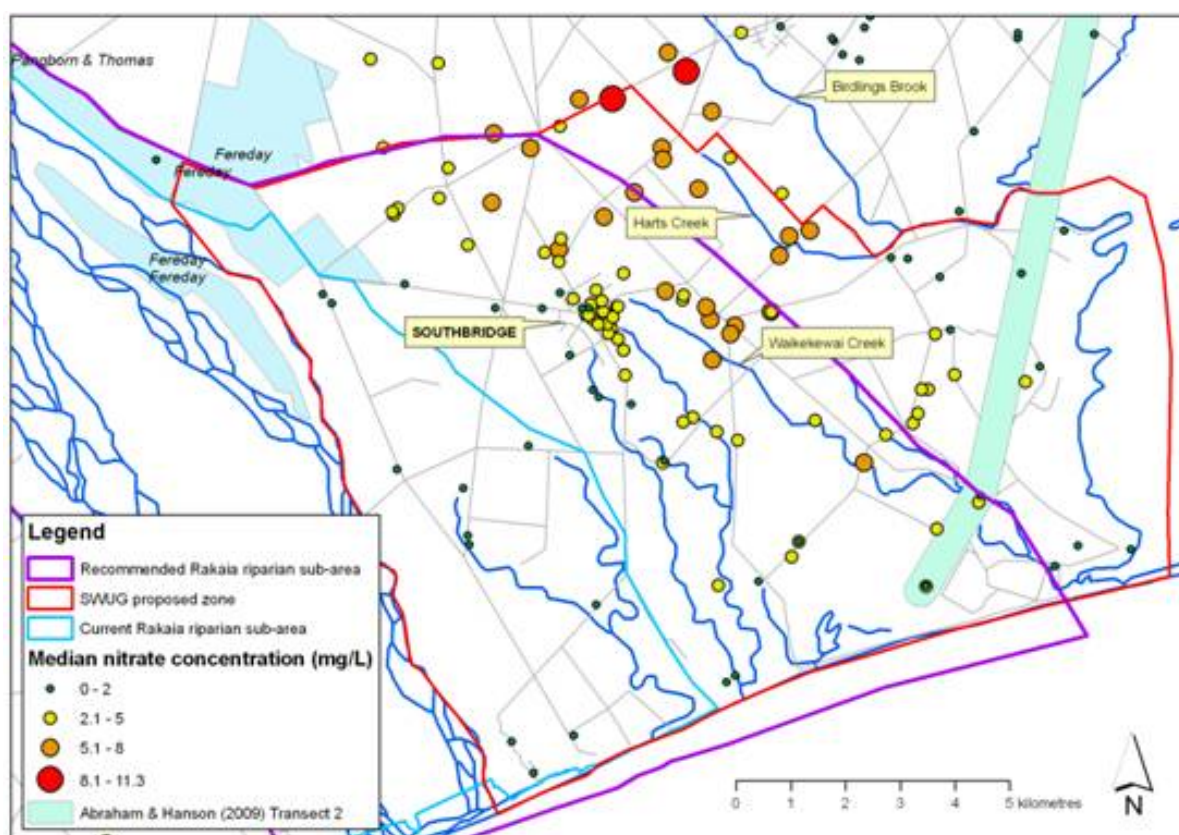 Pangborn & Thomas
Birdlings Brook
Fereday
Fereday
Harts Creek
Fereday
Fereday
SOUTHBRIDGE
Waikekewai Creek
Legend
Recommended Rakaia riparian sub-area
SWUG proposed zone
Current Rakaia riparian sub-area
Median nitrate concentration (mg/L)
0 - 2
2.1 - 5
5.1 - 8
8.1 - 11.3
Abraham & Hanson (2009) Transect 2
0 1 2 3 4 5 kilometres
N